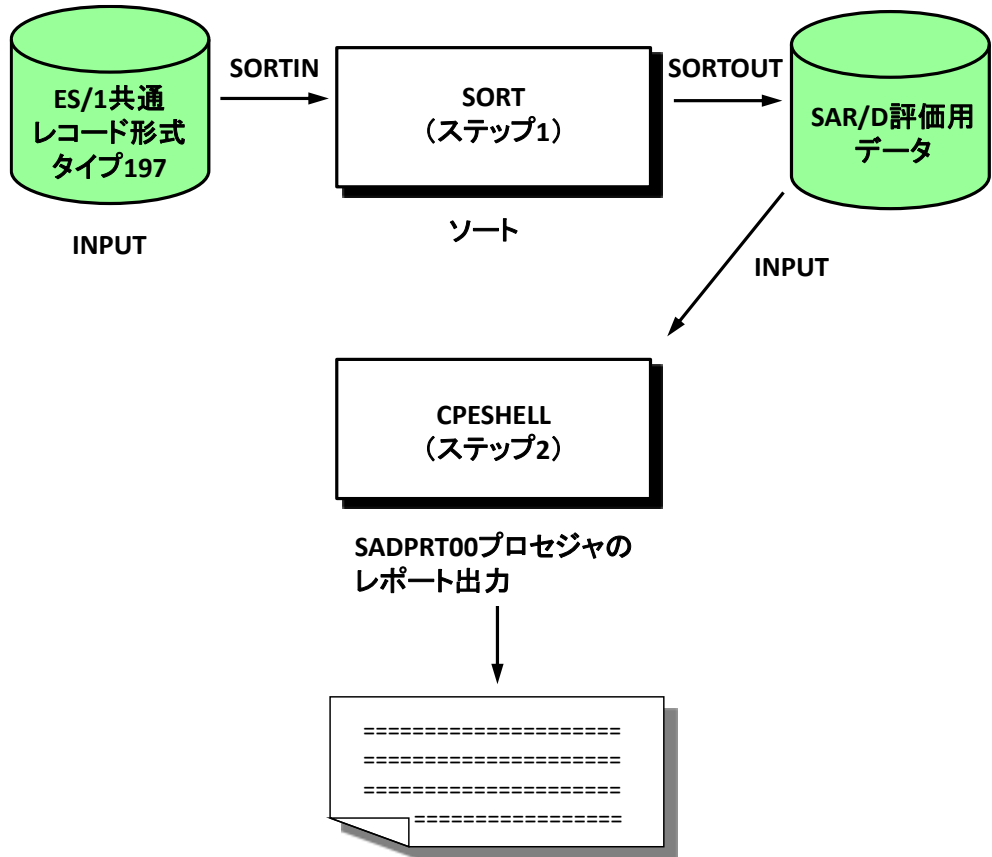 ES/1共通
レコード形式
タイプ197
INPUT
SORTIN
SORT
（ステップ1）
ソート
SORTOUT
SAR/D評価用
データ
INPUT
CPESHELL
（ステップ2）
SADPRT00プロセジャの
レポート出力
=====================
=====================
=====================
=================